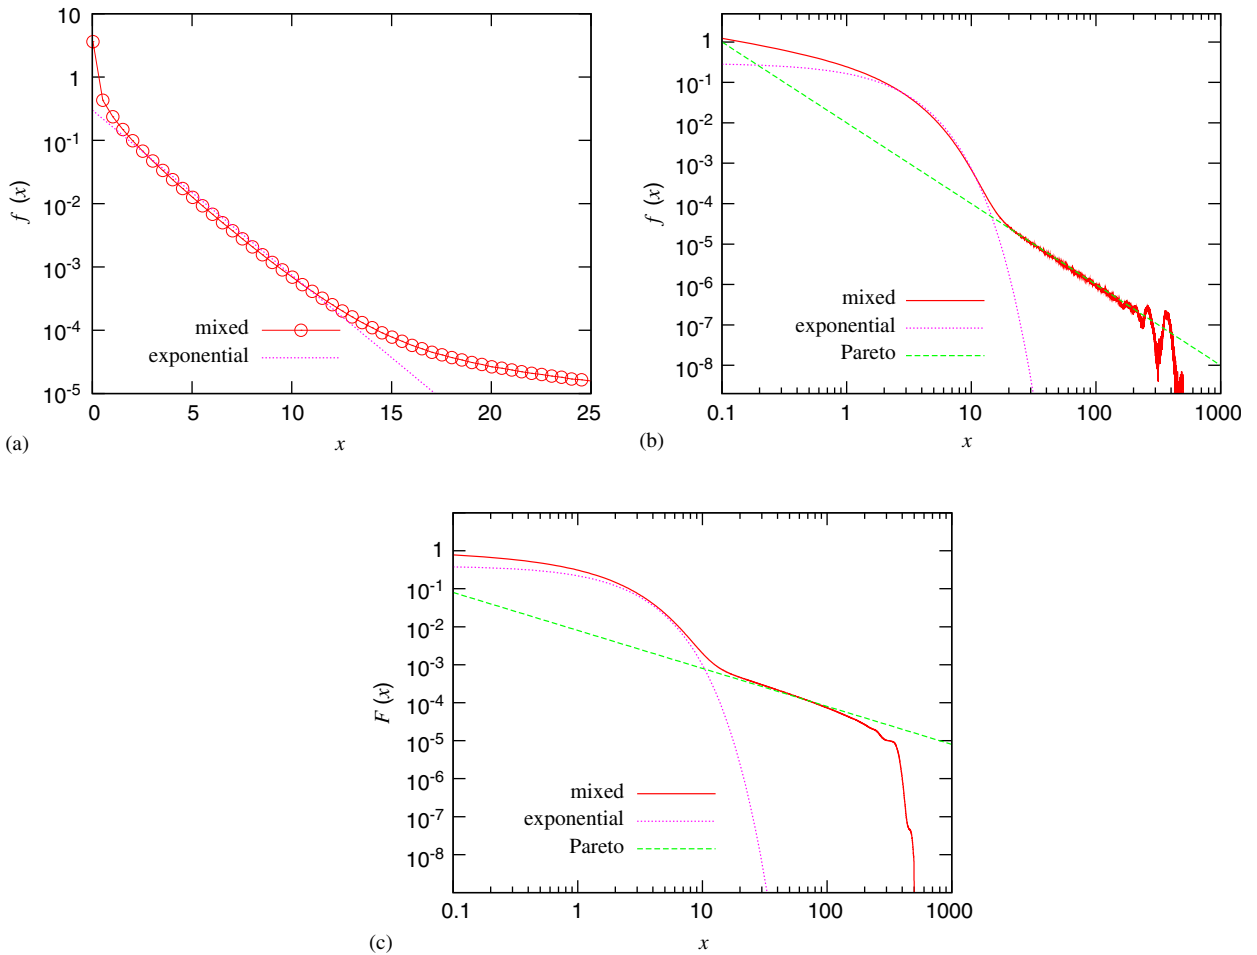 10
1
10-1
10-2
10-3
10-4
10-5
f (x)
mixed
exponential
0 5 10 15 20 25
x
(a)
1
10-1
10-2
10-3
10-4
10-5
10-6
10-7
10-8
f (x)
mixed
exponential
Pareto
0.1 1 10 100 1000
x
(b)
1
10-1
10-2
10-3
10-4
10-5
10-6
10-7
10-8
F (x)
mixed
exponential
Pareto
0.1 1 10 100 1000
x
(c)